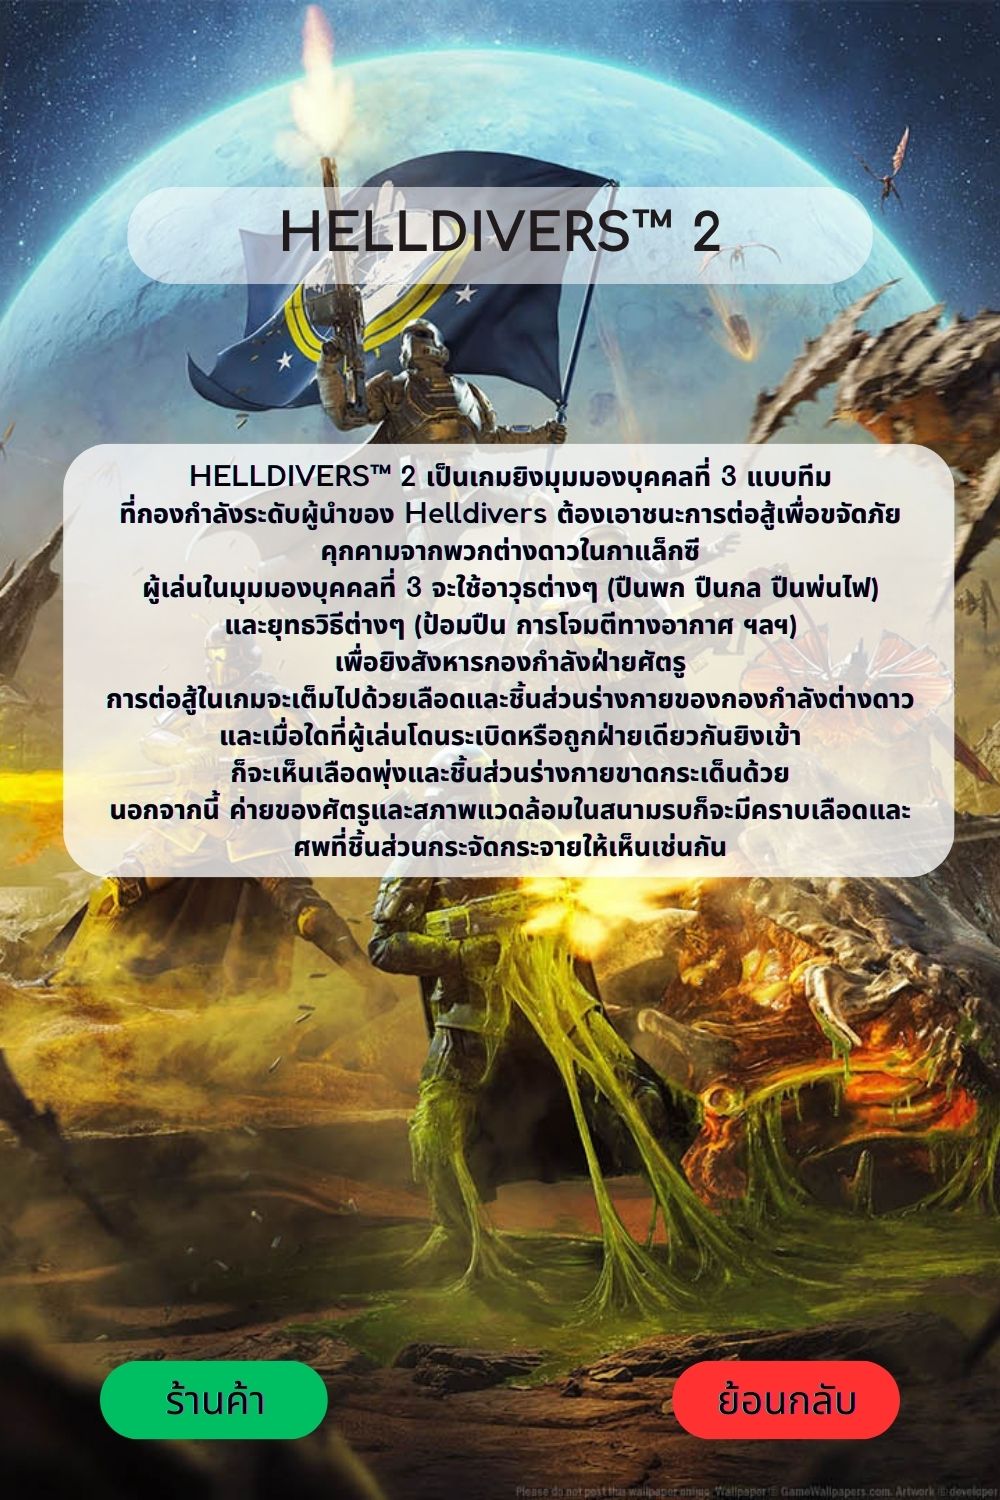 HELLDIVERS™ 2
HELLDIVERS™ 2 เป็นเกมยิงมุมมองบุคคลที่ 3 แบบทีม
ที่กองกำลังระดับผู้นำของ Helldivers ต้องเอาชนะการต่อสู้เพื่อขจัดภัย
คุกคามจากพวกต่างดาวในกาแล็กซี
ผู้เล่นในมุมมองบุคคลที่ 3 จะใช้อาวุธต่างๆ (ปืนพก ปืนกล ปืนพ่นไฟ)
และยุทธวิธีต่างๆ (ป้อมปืน การโจมตีทางอากาศ ฯลฯ)
เพื่อยิงสังหารกองกำลังฝ่ายศัตรู
การต่อสู้ในเกมจะเต็มไปด้วยเลือดและชิ้นส่วนร่างกายของกองกำลังต่างดาว
และเมื่อใดที่ผู้เล่นโดนระเบิดหรือถูกฝ่ายเดียวกันยิงเข้า
ก็จะเห็นเลือดพุ่งและชิ้นส่วนร่างกายขาดกระเด็นด้วย
นอกจากนี้ ค่ายของศัตรูและสภาพแวดล้อมในสนามรบก็จะมีคราบเลือดและ
ศพที่ชิ้นส่วนกระจัดกระจายให้เห็นเช่นกัน
ร้านค้า
ย้อนกลับ
Please do not post this wallpaper online. Wallpaper © GameWallpapers.com. Artwork © developer